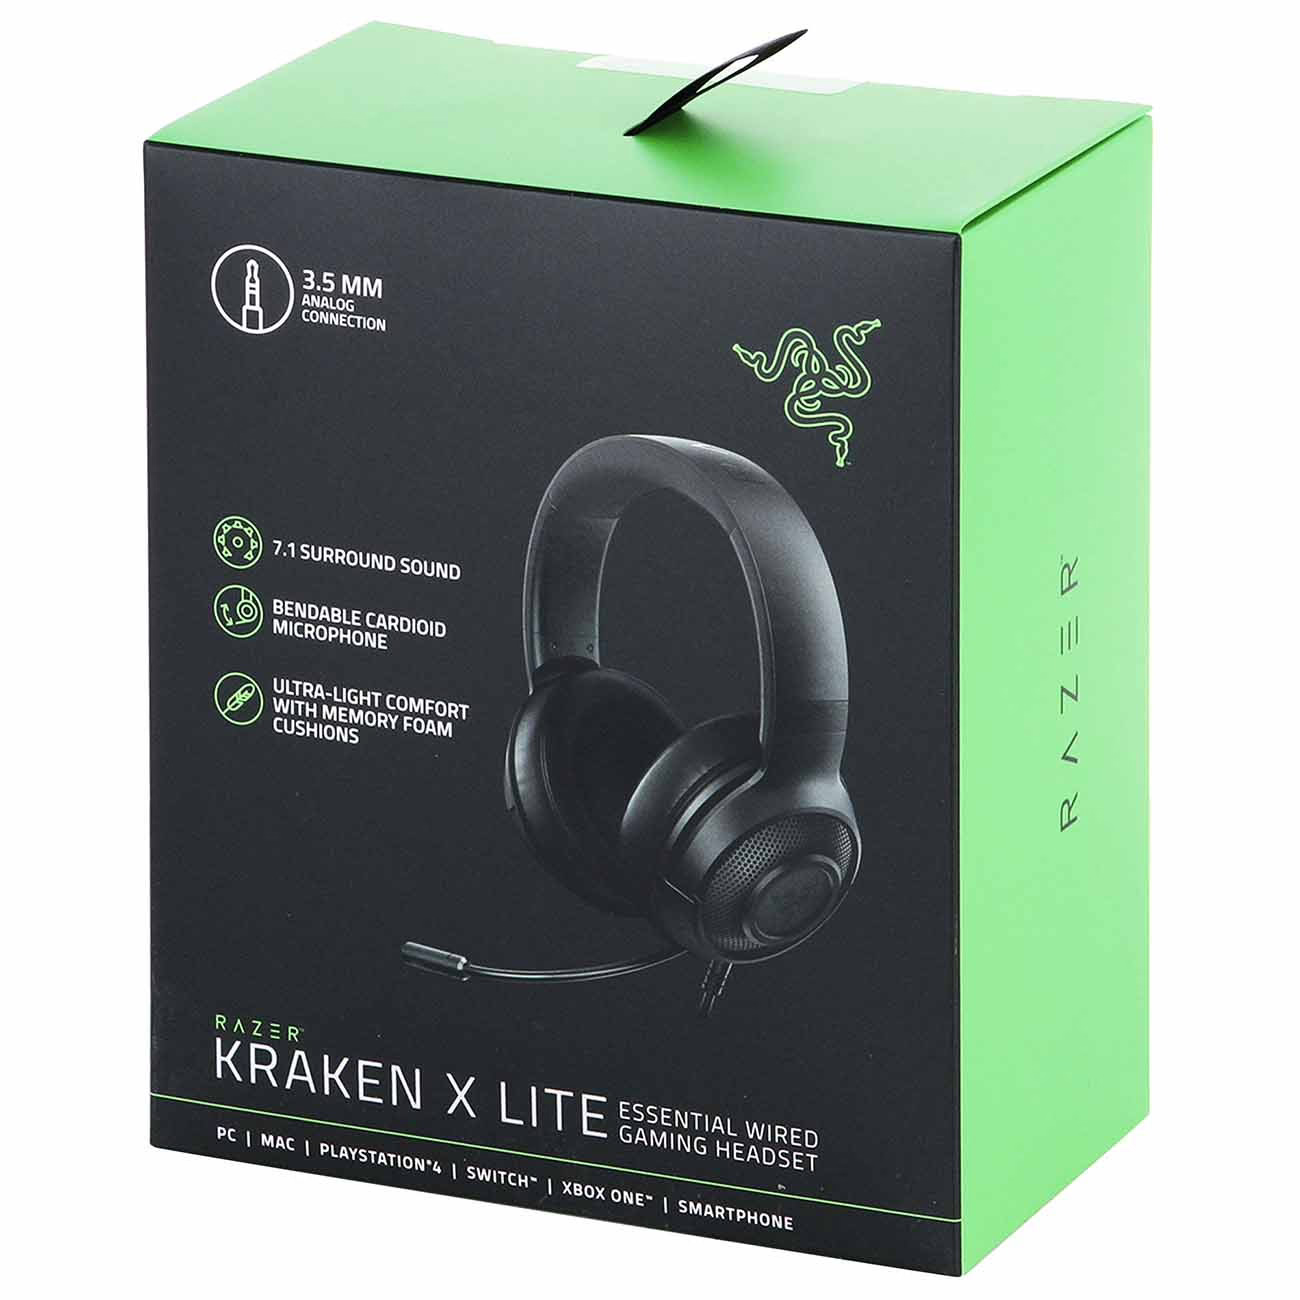 3.5 MM
ANALOG
CONNECTION
7.1 SURROUND SOUND
BENDABLE CARDIOID
MICROPHONE
ULTRA-LIGHT COMFORT
WITH MEMORY FOAM
CUSHIONS
RAZER™
KRAKEN X LITE
ESSENTIAL WIRED
GAMING HEADSET
PC | MAC | PLAYSTATION®4 | SWITCH™ | XBOX ONE™ | SMARTPHONE
RAZER™